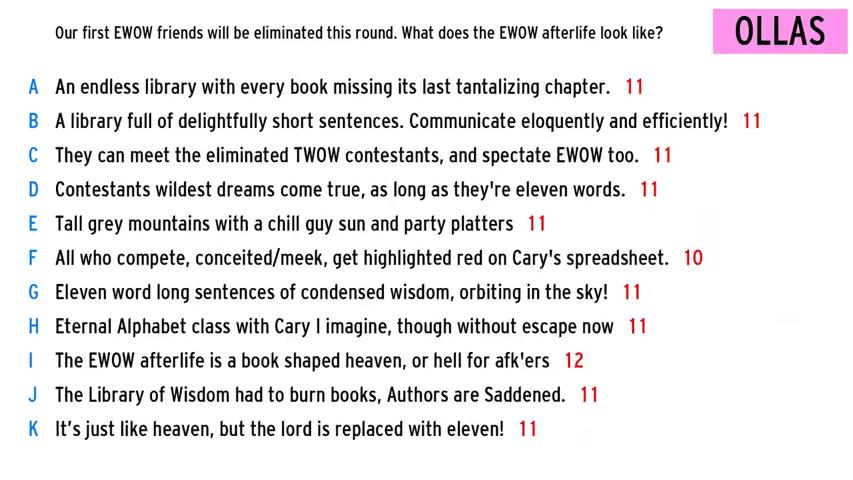 Our first EWOW friends will be eliminated this round. What does the EWOW afterlife look like?
OLLAS
A An endless library with every book missing its last tantalizing chapter. 11
B A library full of delightfully short sentences. Communicate eloquently and efficiently! 11
C They can meet the eliminated TWOW contestants, and spectate EWOW too. 11
D Contestants wildest dreams come true, as long as they're eleven words. 11
E Tall grey mountains with a chill guy sun and party platters 11
F All who compete, conceited/meek, get highlighted red on Cary's spreadsheet. 10
G Eleven word long sentences of condensed wisdom, orbiting in the sky! 11
H Eternal Alphabet class with Cary I imagine, though without escape now 11
I The EWOW afterlife is a book shaped heaven, or hell for afk'ers 12
J The Library of Wisdom had to burn books, Authors are Saddened. 11
K It’s just like heaven, but the lord is replaced with eleven! 11